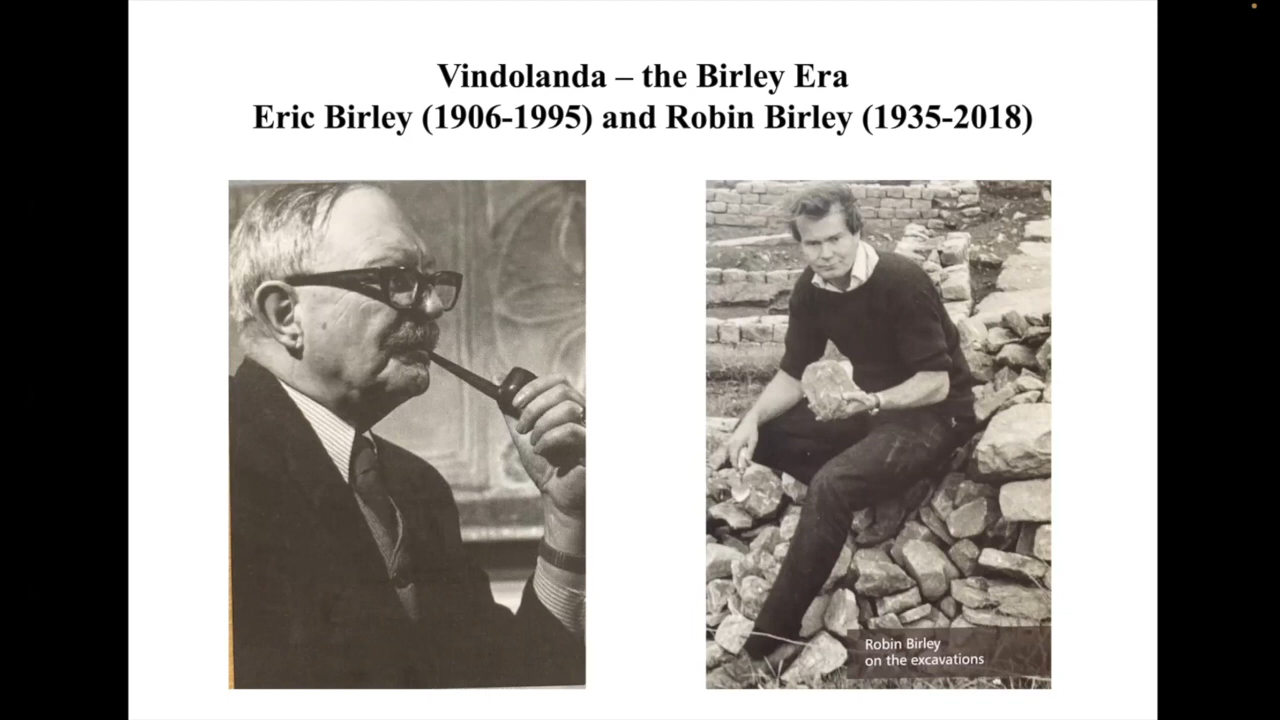 Vindolanda – the Birley Era
Eric Birley (1906-1995) and Robin Birley (1935-2018)
Robin Birley
on the excavations